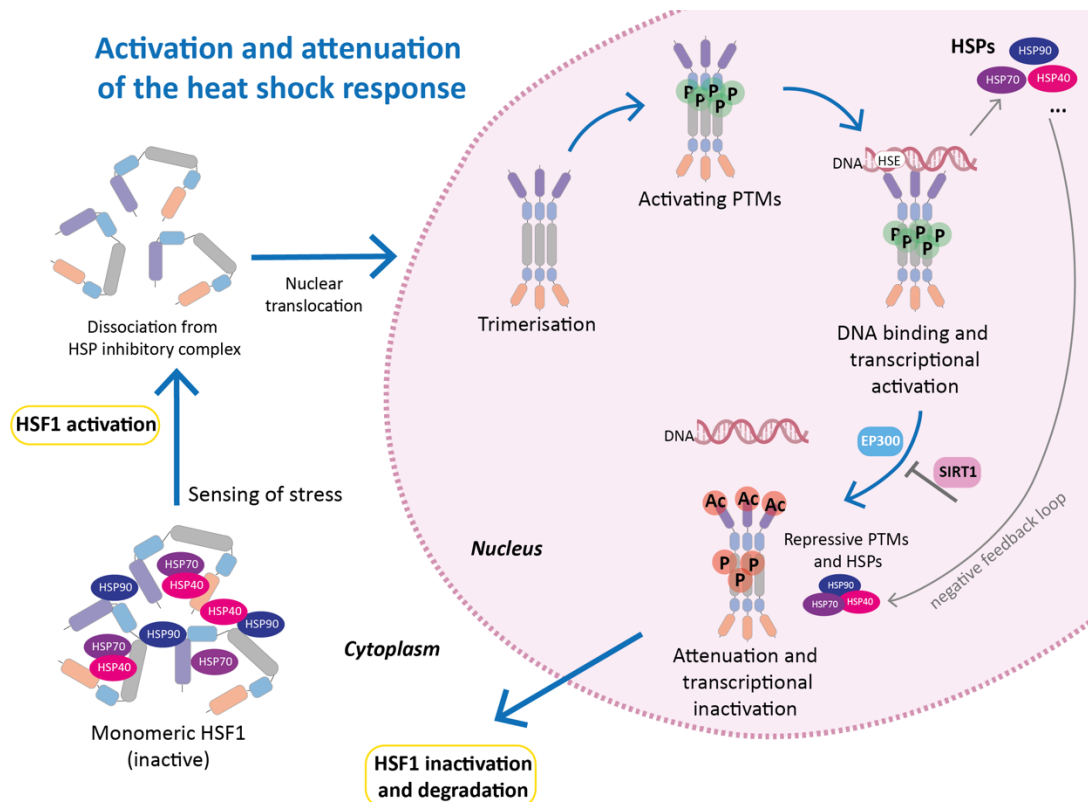 Activation and attenuation
of the heat shock response
Dissociation from
HSP inhibitory complex
Nuclear
translocation
HSF1 activation
Sensing of stress
HSP70
HSP40
HSP90
HSP40
HSP90
HSP90
HSP70
HSP40
HSP70
Monomeric HSF1
(inactive)
Cytoplasm
Nucleus
Trimerisation
P P P
P P
Activating PTMs
HSPs
HSP90
HSP70
HSP40
...
DNA
HSE
P P P
P P
DNA binding and
transcriptional
activation
EP300
SIRT1
negative feedback loop
DNA
Ac Ac Ac
P P
P P
Repressive PTMs
and HSPs
HSP90
HSP70
HSP40
Attenuation and
transcriptional
inactivation
HSF1 inactivation
and degradation